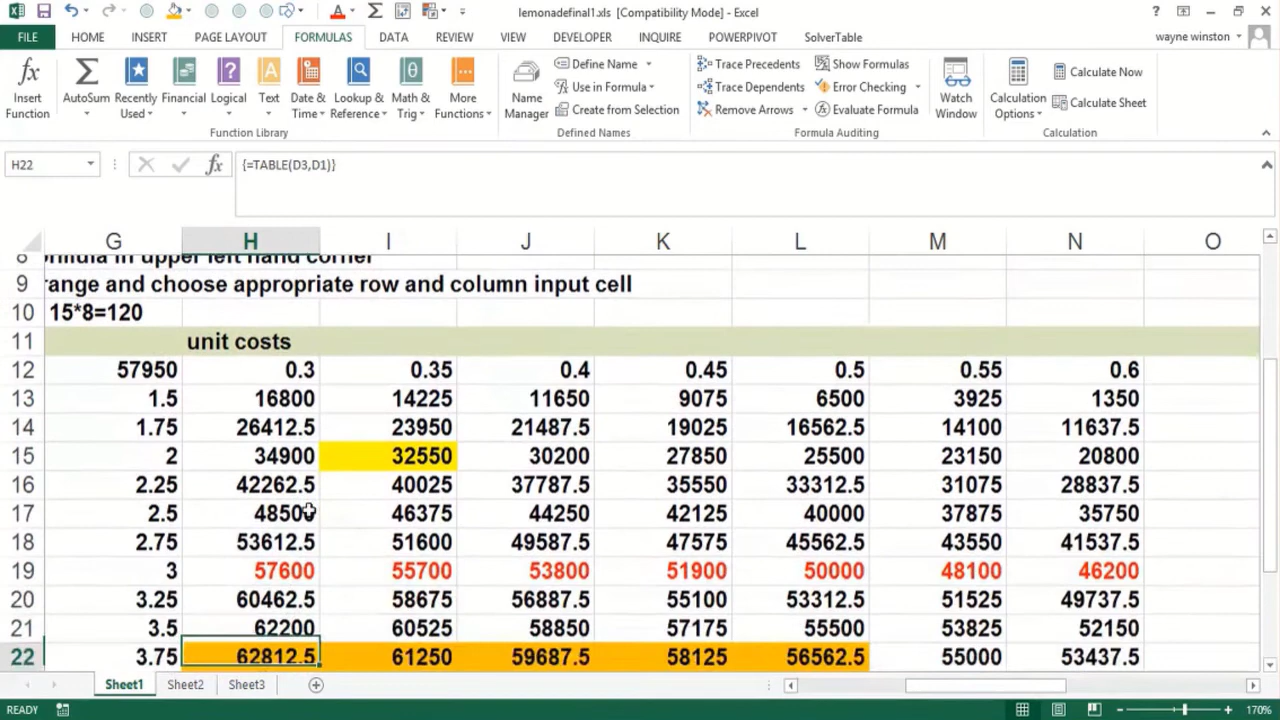 lemonadefinal1.xls [Compatibility Mode] - Excel
FILE HOME INSERT PAGE LAYOUT FORMULAS DATA REVIEW VIEW DEVELOPER INQUIRE POWERPIVOT SolverTable wayne winston
Insert Function
AutoSum
Recently Used
Financial
Logical
Text
Date & Time
Lookup & Reference
Math & Trig
More Functions
Function Library
Name Manager
Define Name
Use in Formula
Create from Selection
Defined Names
Trace Precedents
Trace Dependents
Remove Arrows
Show Formulas
Error Checking
Evaluate Formula
Formula Auditing
Watch Window
Calculation Options
Calculate Now
Calculate Sheet
Calculation
H22 fx {=TABLE(D3,D1)}
G H I J K L M N O
8 ormula in upper left hand corner
9 range and choose appropriate row and column input cell
10 15*8=120
11 unit costs
12 57950 0.3 0.35 0.4 0.45 0.5 0.55 0.6
13 1.5 16800 14225 11650 9075 6500 3925 1350
14 1.75 26412.5 23950 21487.5 19025 16562.5 14100 11637.5
15 2 34900 32550 30200 27850 25500 23150 20800
16 2.25 42262.5 40025 37787.5 35550 33312.5 31075 28837.5
17 2.5 48500 46375 44250 42125 40000 37875 35750
18 2.75 53612.5 51600 49587.5 47575 45562.5 43550 41537.5
19 3 57600 55700 53800 51900 50000 48100 46200
20 3.25 60462.5 58675 56887.5 55100 53312.5 51525 49737.5
21 3.5 62200 60525 58850 57175 55500 53825 52150
22 3.75 62812.5 61250 59687.5 58125 56562.5 55000 53437.5
Sheet1 Sheet2 Sheet3
READY 170%